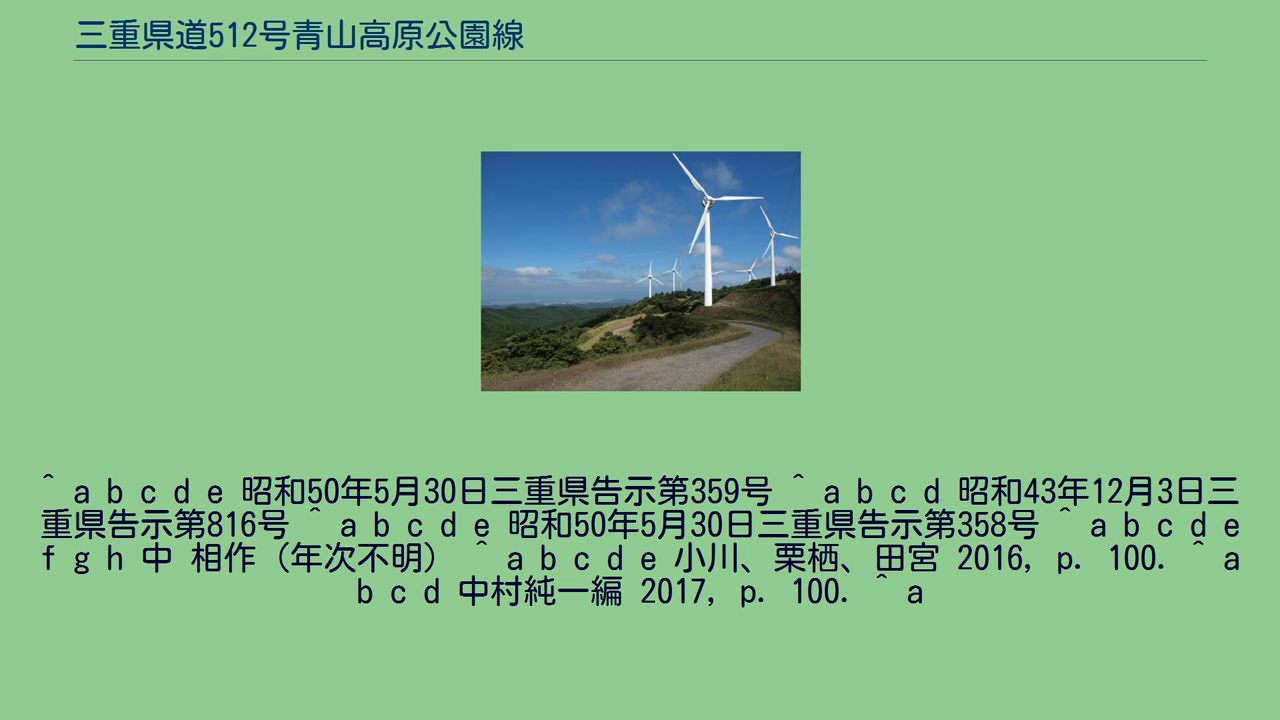 三重県道512号青山高原公園線
^ a b c d e 昭和50年5月30日三重県告示第359号 ^ a b c d 昭和43年12月3日三
重県告示第816号 ^ a b c d e 昭和50年5月30日三重県告示第358号 ^ a b c d e
f g h 中 相作（年次不明） ^ a b c d e 小川、栗栖、田宮 2016, p. 100. ^ a
b c d 中村純一編 2017, p. 100. ^ a